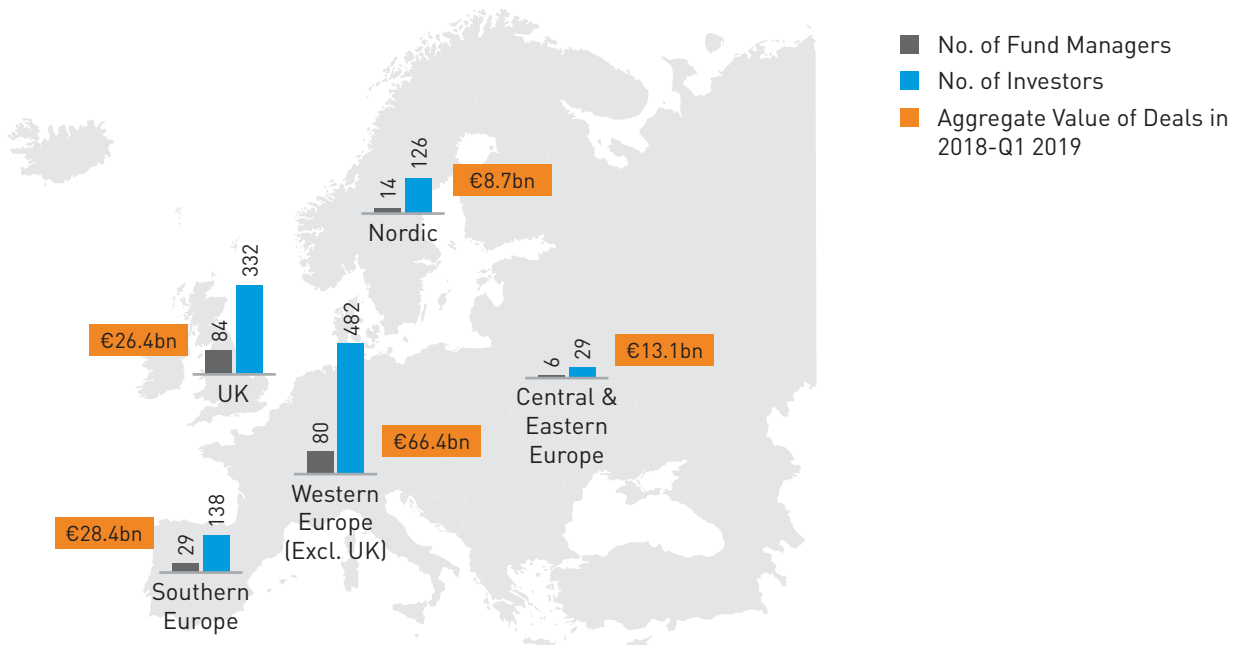 No. of Fund Managers
No. of Investors
Aggregate Value of Deals in
2018-Q1 2019
14
126
€8.7bn
Nordic
84
332
€26.4bn
UK
80
482
€66.4bn
Western
Europe
(Excl. UK)
6
29
€13.1bn
Central &
Eastern
Europe
29
138
€28.4bn
Southern
Europe